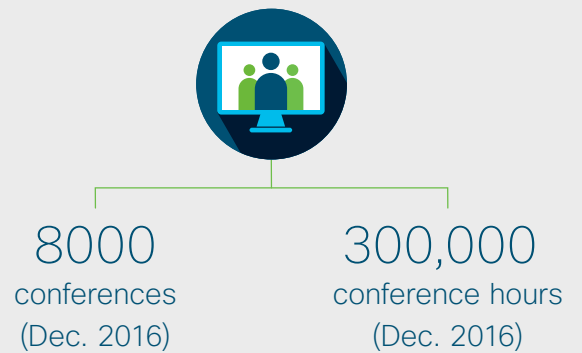 8000
conferences
(Dec. 2016)
300,000
conference hours
(Dec. 2016)